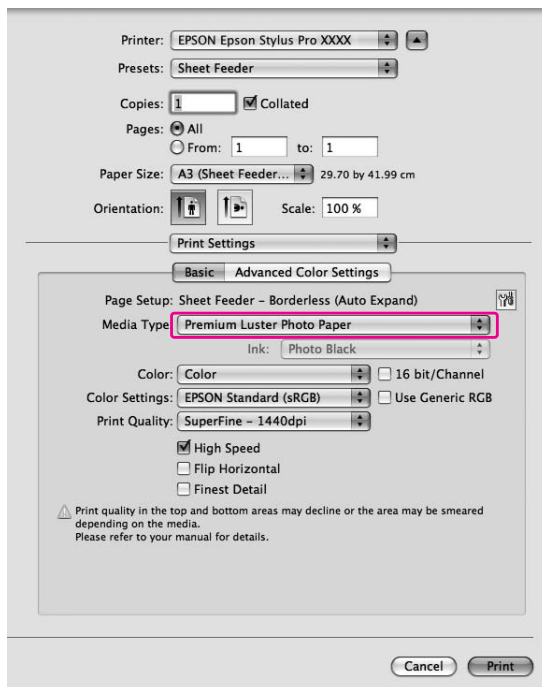 Printer: EPSON Epson Stylus Pro XXXX
Presets: Sheet Feeder
Copies: 1 Collated
Pages: All
From: 1 to: 1
Paper Size: A3 (Sheet Feeder... 29.70 by 41.99 cm
Orientation: Scale: 100 %
Print Settings
Basic Advanced Color Settings
Page Setup: Sheet Feeder – Borderless (Auto Expand)
Media Type Premium Luster Photo Paper
Ink: Photo Black
Color: Color 16 bit/Channel
Color Settings: EPSON Standard (sRGB) Use Generic RGB
Print Quality: SuperFine – 1440dpi
High Speed
Flip Horizontal
Finest Detail
Print quality in the top and bottom areas may decline or the area may be smeared
depending on the media.
Please refer to your manual for details.
Cancel Print